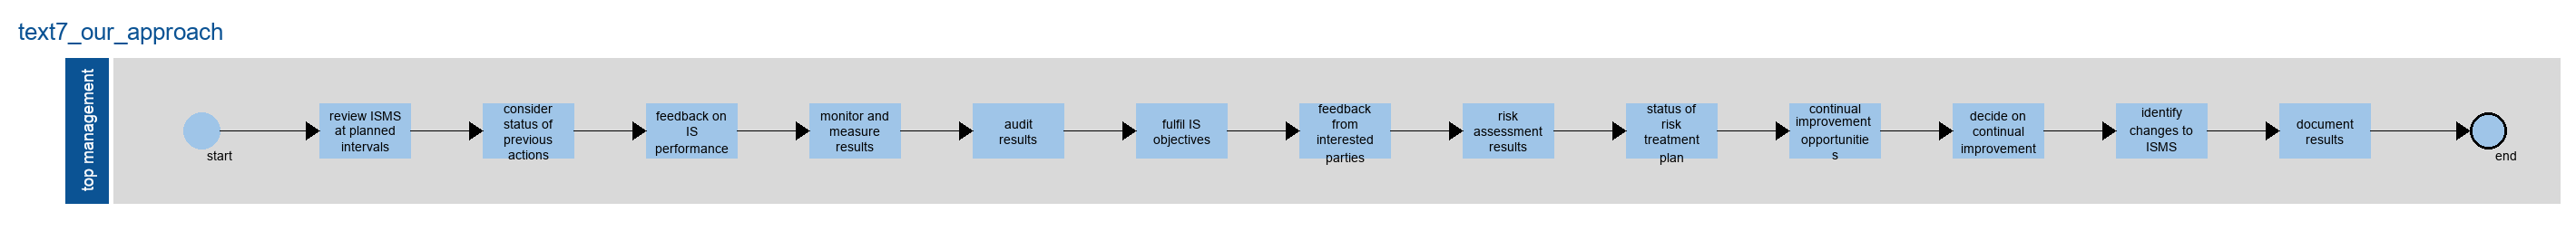 text7_our_approach
top management
start
review ISMS
at planned
intervals
consider
status of
previous
actions
feedback on
IS
performance
monitor and
measure
results
audit
results
fulfil IS
objectives
feedback
from
interested
parties
risk
assessment
results
status of
risk
treatment
plan
continual
improvement
opportunitie
s
decide on
continual
improvement
identify
changes to
ISMS
document
results
end